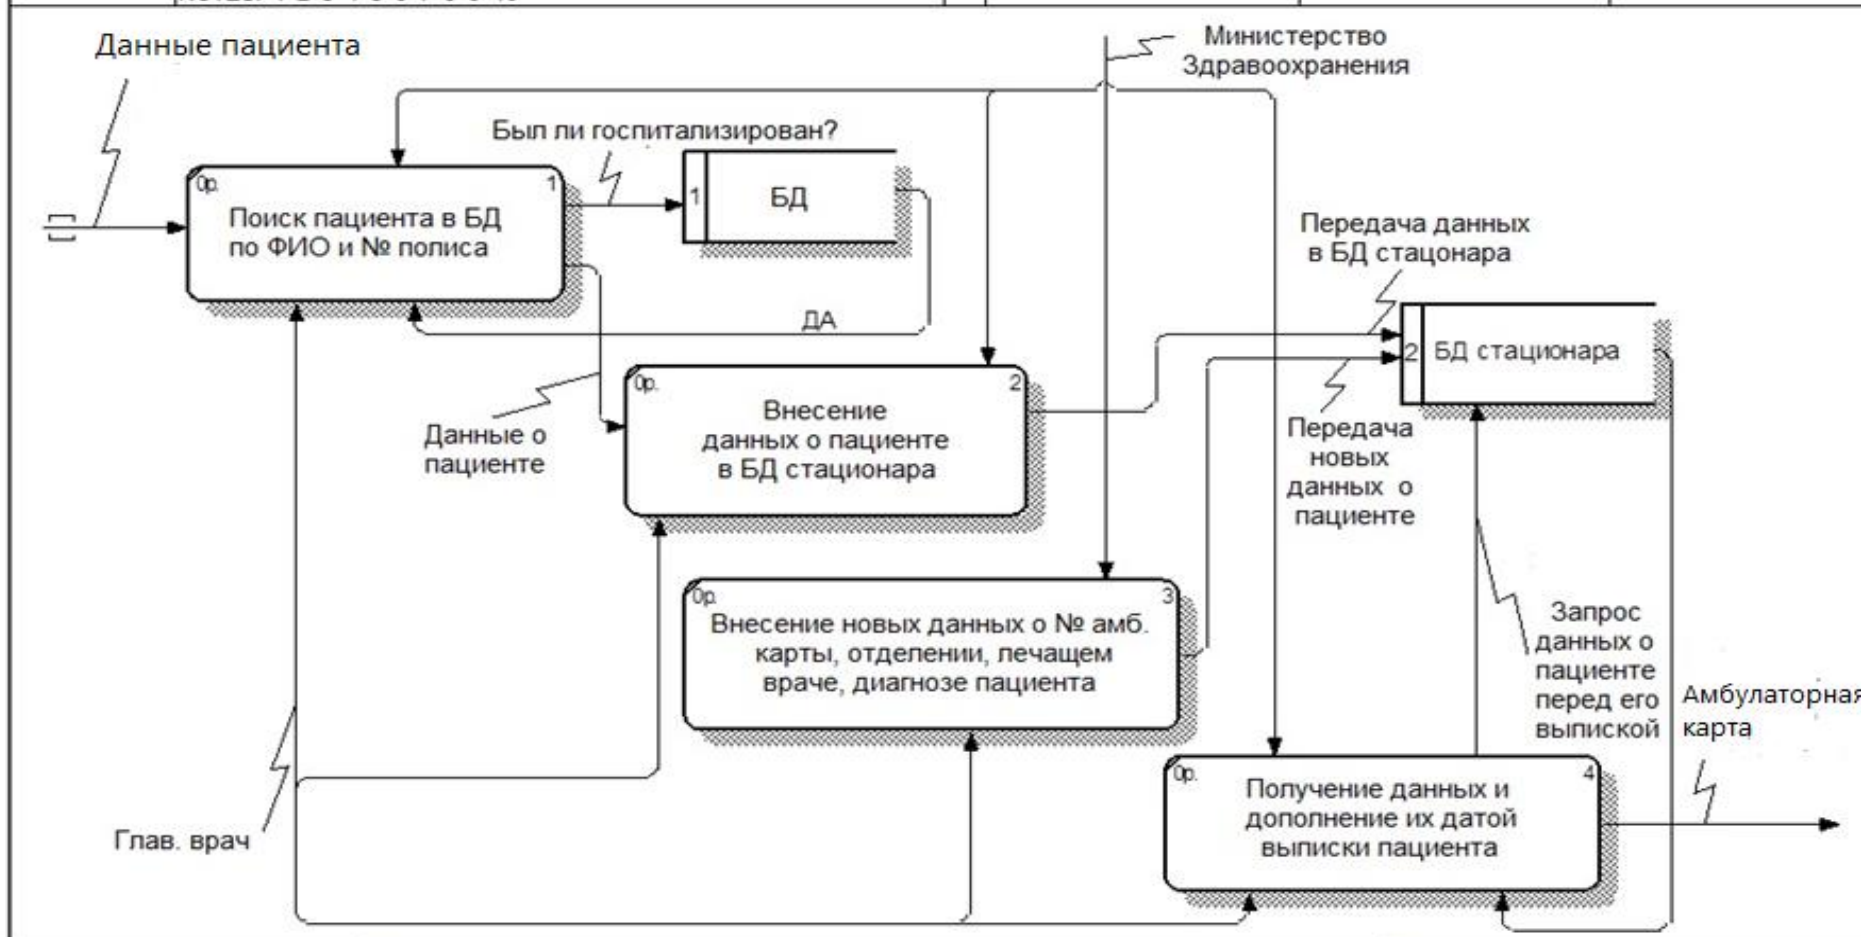 Данные пациента
Министерство
Здравоохранения
Был ли госпитализирован?
0р.
1
Поиск пациента в БД
по ФИО и № полиса
1
БД
Передача данных
в БД стацонара
ДА
2
БД стационара
0р.
2
Внесение
данных о пациенте
в БД стационара
Данные о
пациенте
Передача
новых
данных о
пациенте
0р.
3
Внесение новых данных о № амб.
карты, отделении, лечащем
враче, диагнозе пациента
Запрос
данных о
пациенте
перед его
выпиской
Амбулаторная
карта
0р.
4
Получение данных и
дополнение их датой
выписки пациента
Глав. врач